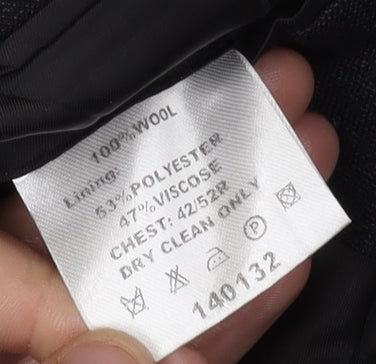 100% WOOL
Lining:
53% POLYESTER
47% VISCOSE
CHEST: 42/52R
DRY CLEAN ONLY
P
140132